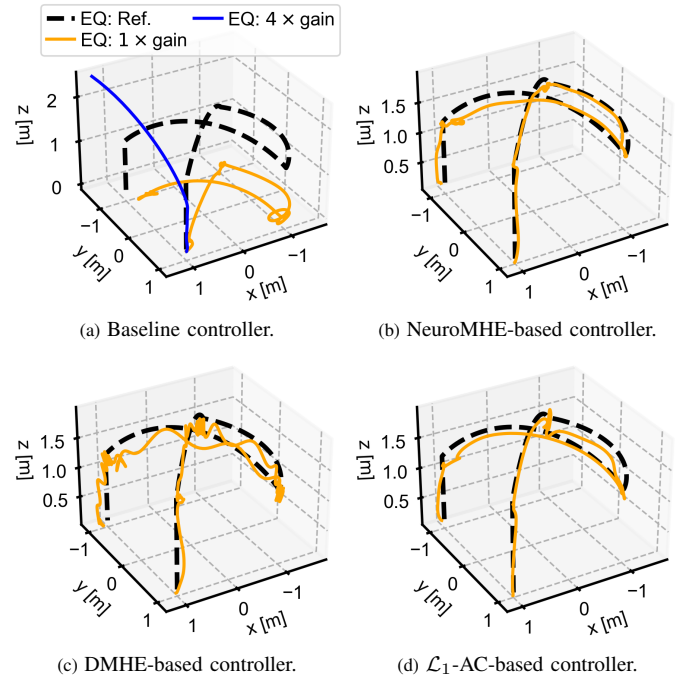 EQ: Ref.
EQ: 4 × gain
EQ: 1 × gain
z [m]
2
1
0
−1
0
1
y [m]
1
0
−1
x [m]
(a) Baseline controller.
z [m]
1.5
1.0
0.5
−1
0
1
y [m]
1
0
−1
x [m]
(b) NeuroMHE-based controller.
z [m]
1.5
1.0
0.5
−1
0
1
y [m]
1
0
−1
x [m]
(c) DMHE-based controller.
z [m]
1.5
1.0
0.5
−1
0
1
y [m]
1
0
−1
x [m]
(d) ℒ₁-AC-based controller.